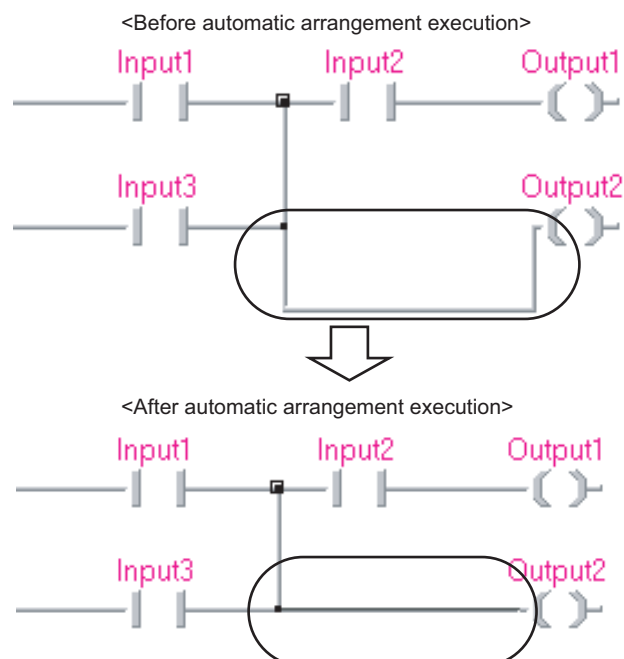 <Before automatic arrangement execution>
Input1 Input2 Output1
Input3 Output2
<After automatic arrangement execution>
Input1 Input2 Output1
Input3 Output2